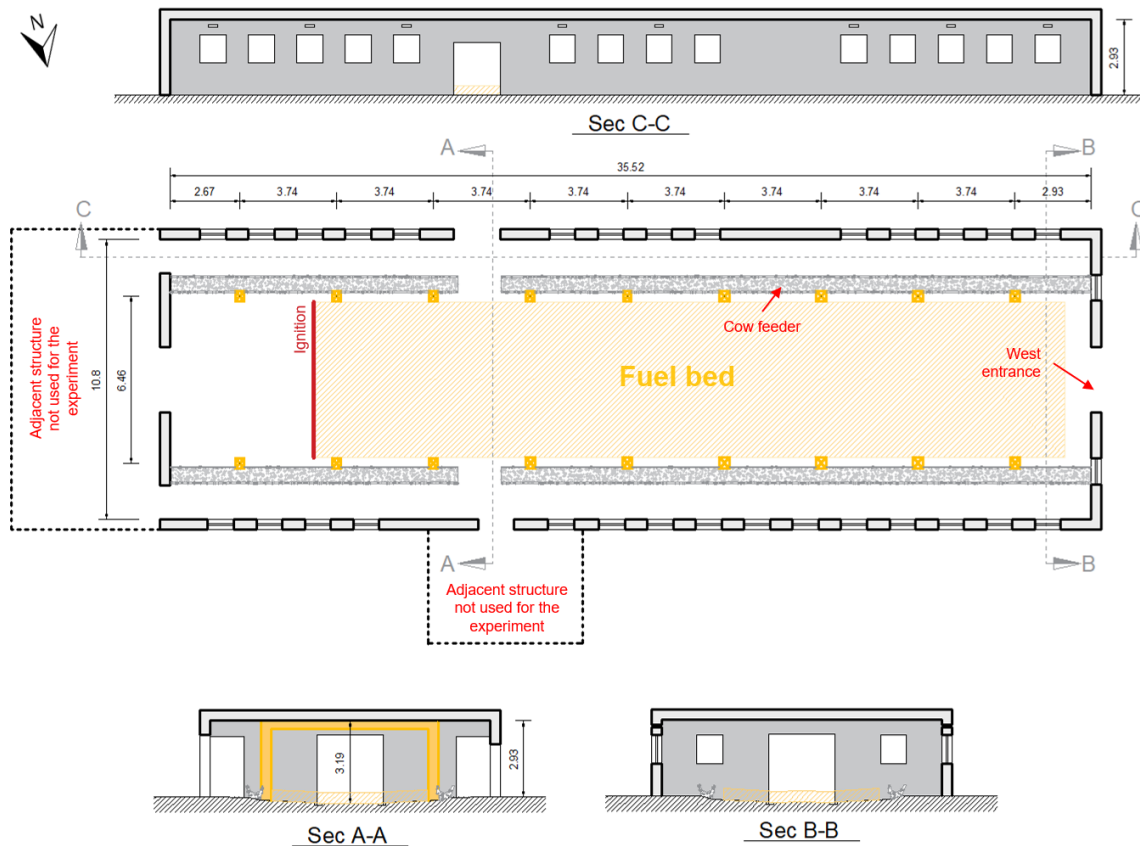 N
2.93
Sec C-C
A
B
35.52
2.67 3.74 3.74 3.74 3.74 3.74 3.74 3.74 3.74 2.93
C
C
Adjacent structure
not used for the
experiment
10.8
6.46
Ignition
Fuel bed
Cow feeder
West
entrance
A
B
Adjacent structure
not used for the
experiment
3.19
2.93
Sec A-A
Sec B-B